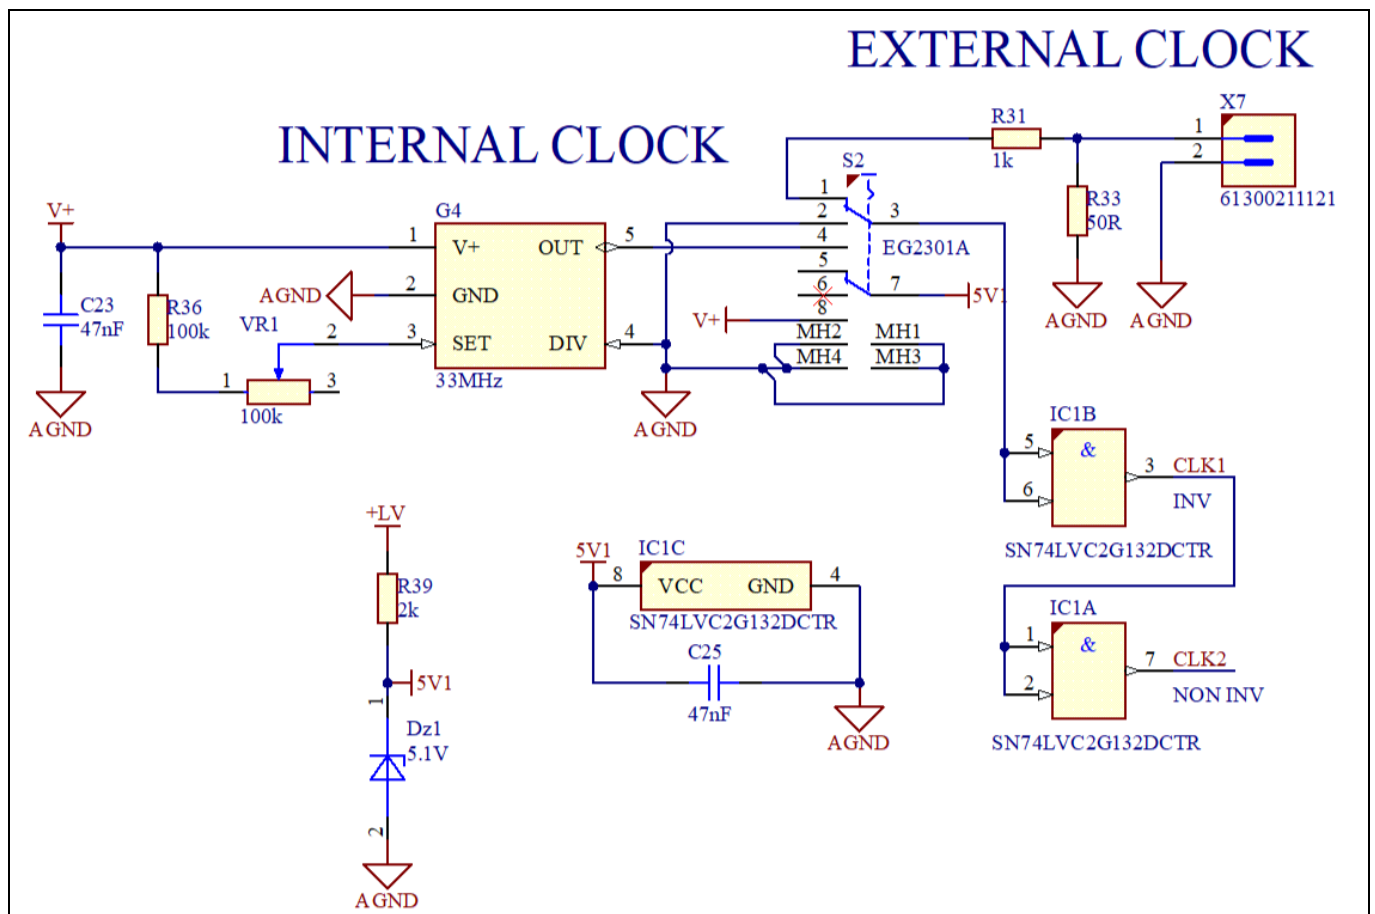 EXTERNAL CLOCK
INTERNAL CLOCK
V+
C23
47nF
AGND
R36
100k
VR1
1
2
3
100k
AGND
G4
1
V+
OUT
5
2
GND
3
SET
DIV
4
33MHz
AGND
S2
1
2
3
4
EG2301A
5
6
7
5V1
8
V+
MH2
MH1
MH4
MH3
R31
1k
R33
50R
AGND
X7
1
2
61300211121
AGND
IC1B
5
&
3
CLK1
6
INV
SN74LVC2G132DCTR
IC1A
1
&
7
CLK2
2
NON INV
SN74LVC2G132DCTR
+LV
R39
2k
5V1
1
Dz1
5.1V
2
AGND
5V1
IC1C
8
VCC
GND
4
SN74LVC2G132DCTR
C25
47nF
AGND